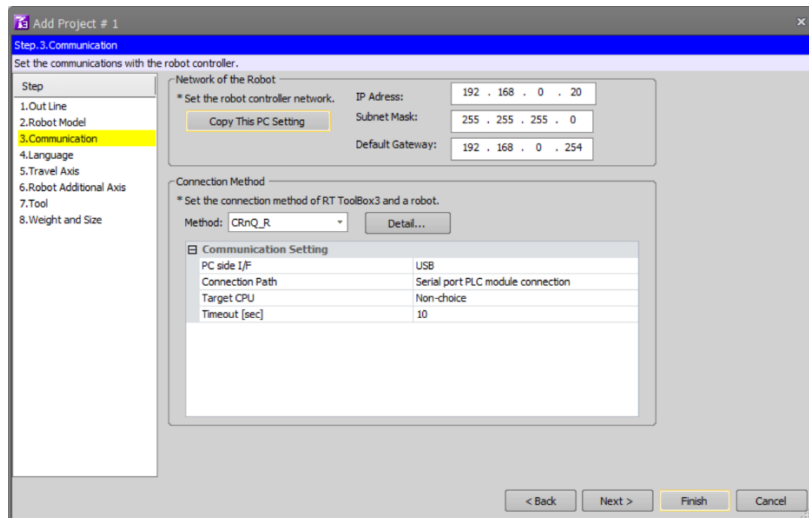 Add Project # 1
Step.3.Communication
Set the communications with the robot controller.
Step
1.Out Line
2.Robot Model
3.Communication
4.Language
5.Travel Axis
6.Robot Additional Axis
7.Tool
8.Weight and Size
Network of the Robot
* Set the robot controller network.
Copy This PC Setting
IP Adress: 192 . 168 . 0 . 20
Subnet Mask: 255 . 255 . 255 . 0
Default Gateway: 192 . 168 . 0 . 254
Connection Method
* Set the connection method of RT ToolBox3 and a robot.
Method: CRnQ_R Detail...
Communication Setting
PC side I/F USB
Connection Path Serial port PLC module connection
Target CPU Non-choice
Timeout [sec] 10
< Back Next > Finish Cancel